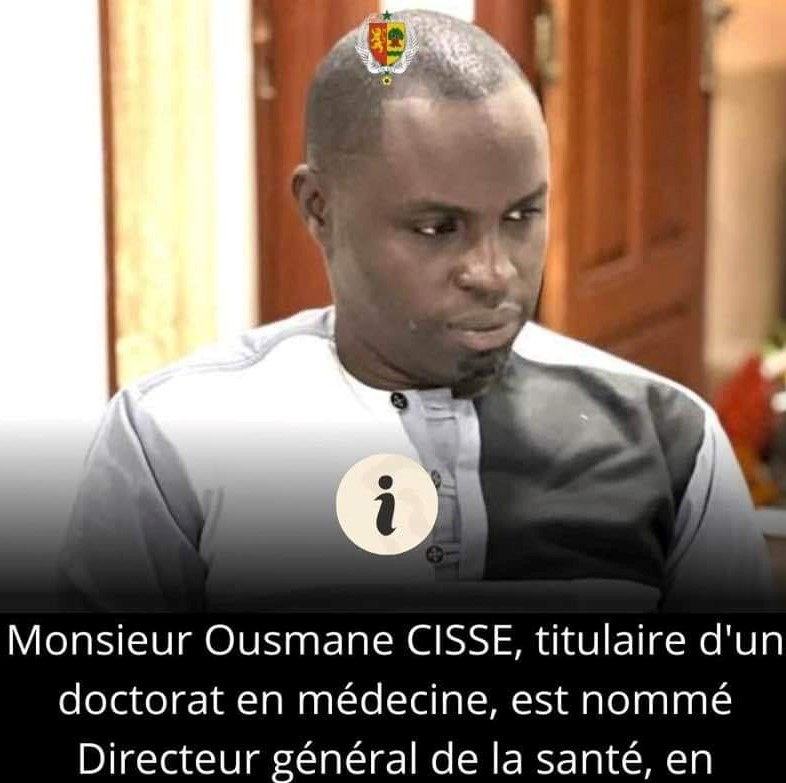 i
Monsieur Ousmane CISSE, titulaire d'un
doctorat en médecine, est nommé
Directeur général de la santé, en